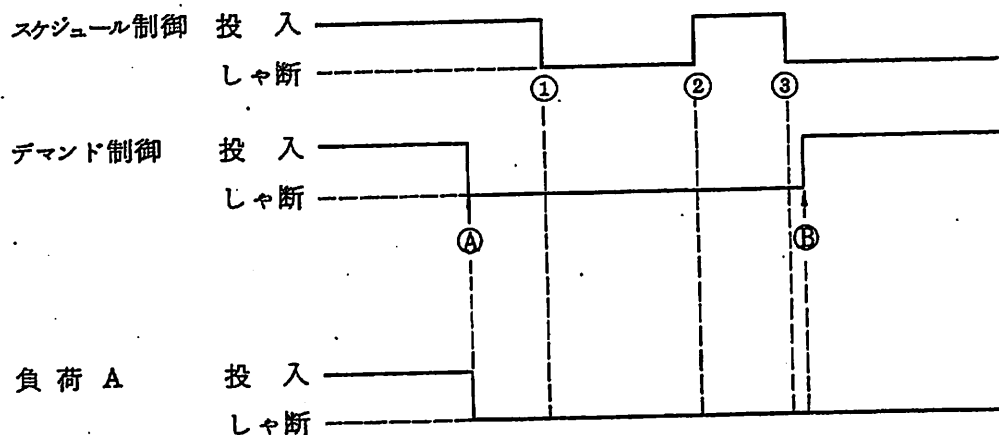 スケジュール制御 投 入
しゃ断
① ② ③
デマンド制御 投 入
しゃ断
Ⓐ Ⓑ
負 荷 A 投 入
しゃ断